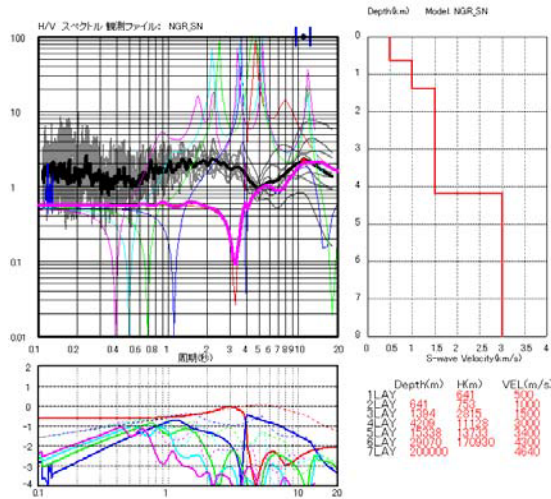 H/V スペクトル 観測ファイル: NGR_SN
100
10
1
0.1
0.01
0.1 0.2 0.4 0.6 0.8 1 2 3 4 5 6 7 8 9 10 20
周期(秒)
2
1
0
-1
-2
-3
-4
0.1 1 10 20
Depth(km) Model. NGR_SN
0
1
2
3
4
5
6
7
8
0 0.5 1 1.5 2 2.5 3 3.5 4
S-wave Velocity(km/s)
Depth(m) H(m) VEL(m/s)
1LAY 641 500
2LAY 641 753 1000
3LAY 1394 2815 1500
4LAY 4209 11128 3000
5LAY
6LAY 170930
7LAY 200000 4640